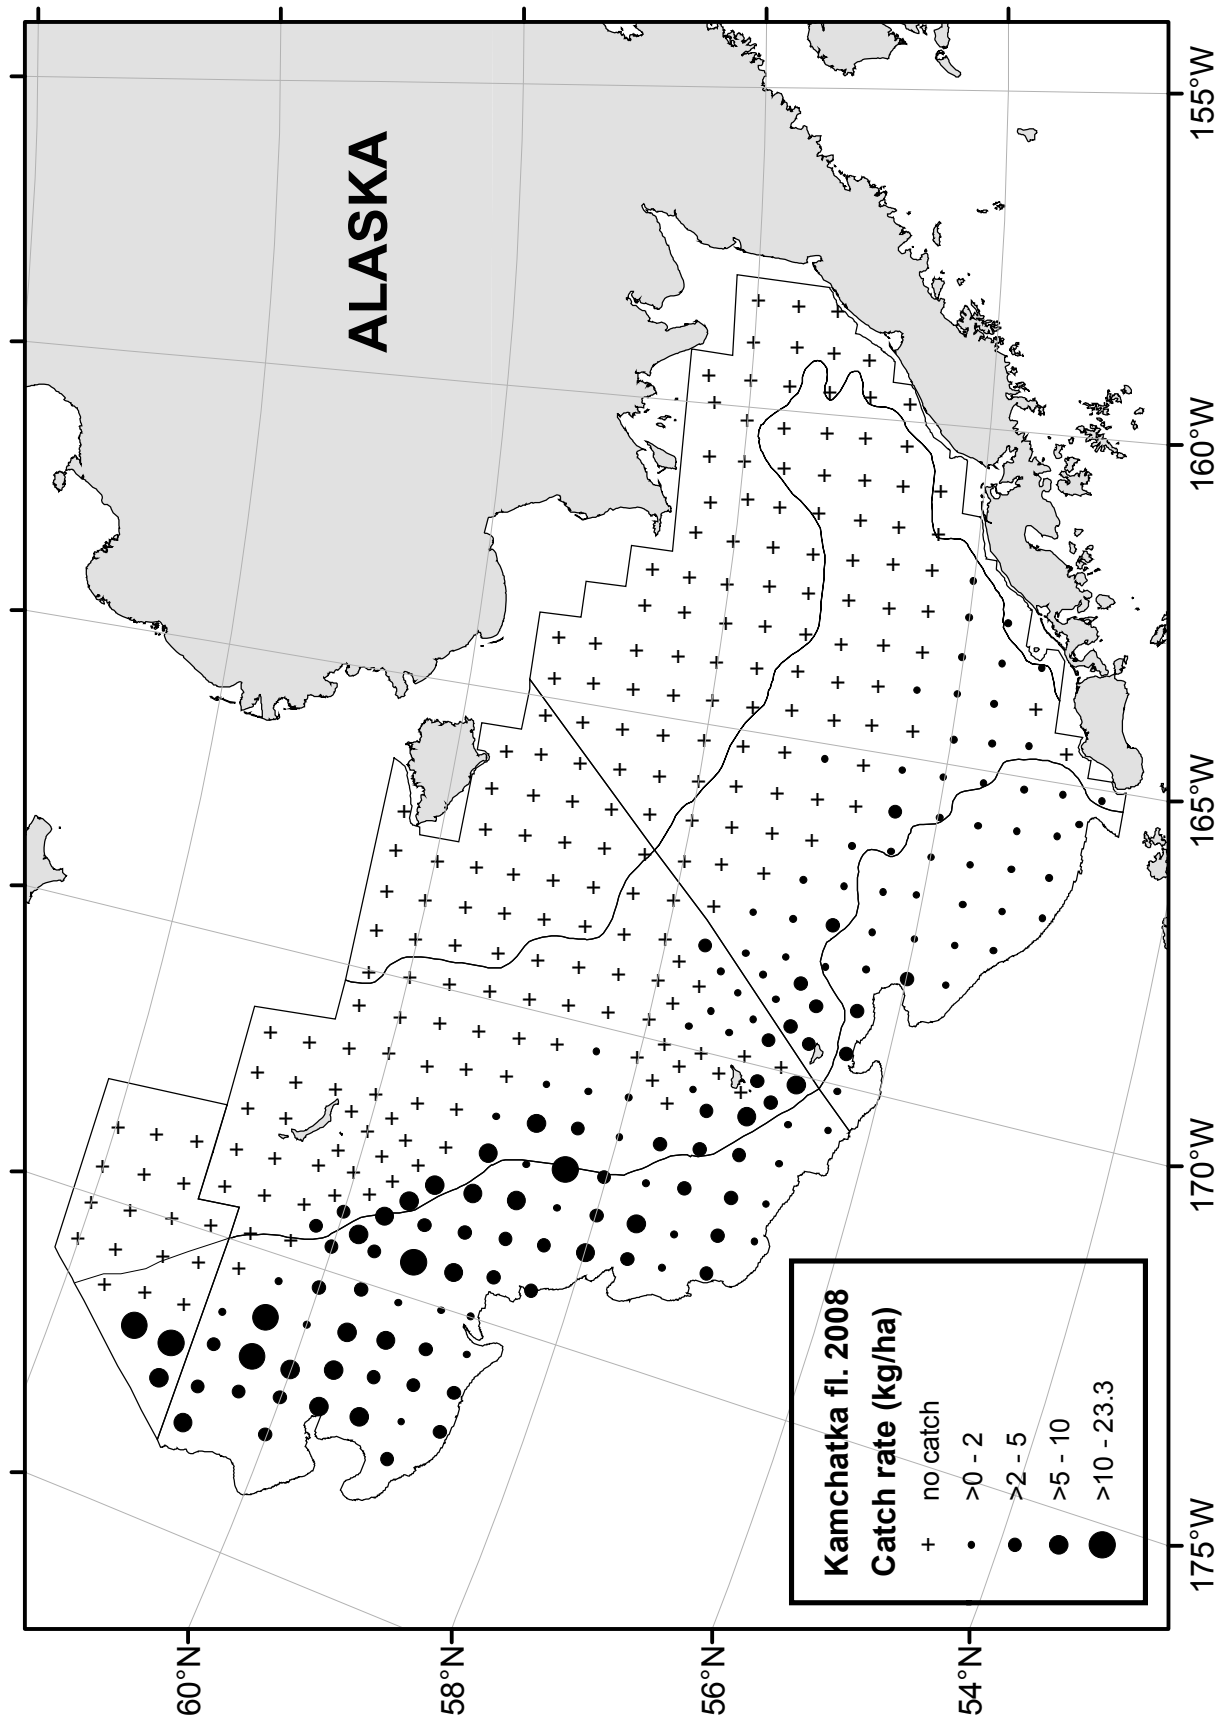 ALASKA
60°N
58°N
56°N
54°N
175°W
170°W
165°W
160°W
155°W
Kamchatka fl. 2008
Catch rate (kg/ha)
+ no catch
>0 - 2
>2 - 5
>5 - 10
>10 - 23.3